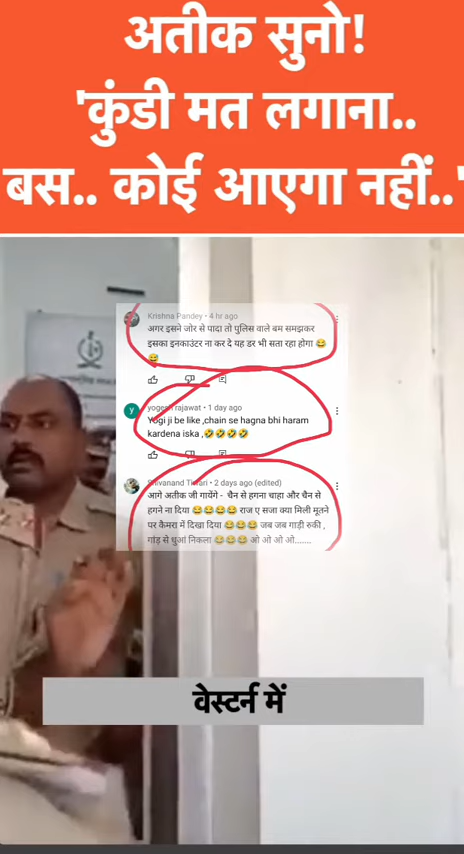 अतीक सुनो!
'कुंडी मत लगाना..
बस.. कोई आएगा नहीं..'
Krishna Pandey • 4 hr ago
अगर इसने जोर से पादा तो पुलिस वाले बम समझकर
इसका इनकाउंटर ना कर दे यह डर भी सता रहा होगा 😂
😂
y
yogesh rajawat • 1 day ago
Yogi ji be like ,chain se hagna bhi haram
kardena iska ,🤣🤣🤣🤣
Shivanand Tiwari • 2 days ago (edited)
आगे अतीक जी गायेंगे - चैन से हगना चाहा और चैन से
हगने ना दिया 😂😂😂😂 राज ए सजा क्या मिली मूतने
पर कैमरा में दिखा दिया 😂😂😂 जब जब गाड़ी रुकी ,
गांड़ से धुआं निकला 😂😂😂 ओ ओ ओ ओ.......
वेस्टर्न में